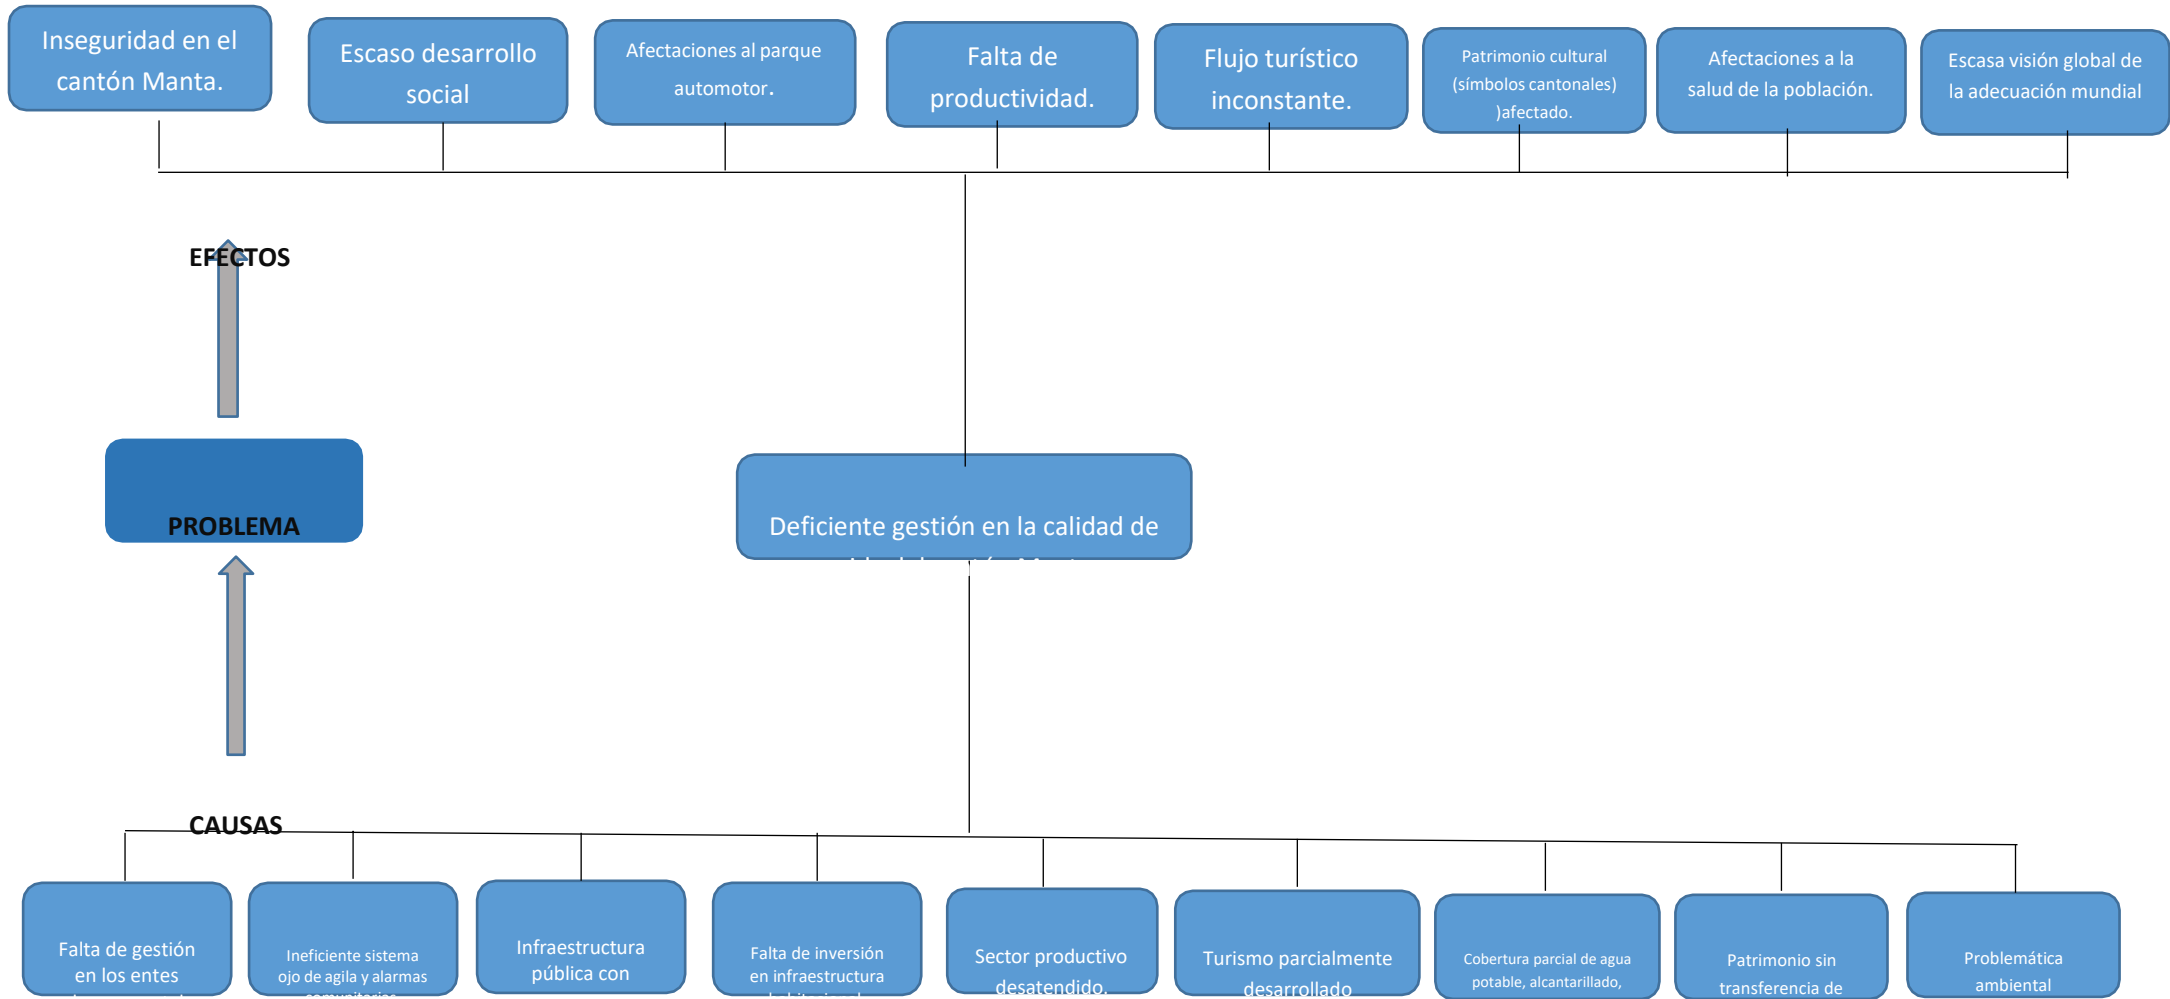 Inseguridad en el
cantón Manta.
Escaso desarrollo
social
Afectaciones al parque
automotor.
Falta de
productividad.
Flujo turístico
inconstante.
Patrimonio cultural
(símbolos cantonales)
)afectado.
Afectaciones a la
salud de la población.
Escasa visión global de
la adecuación mundial
EFECTOS
PROBLEMA
Deficiente gestión en la calidad de
CAUSAS
Falta de gestión
en los entes
Ineficiente sistema
ojo de agila y alarmas
comunitarias
Infraestructura
pública con
Falta de inversión
en infraestructura
habitacional
Sector productivo
desatendido.
Turismo parcialmente
desarrollado
Cobertura parcial de agua
potable, alcantarillado,
Patrimonio sin
transferencia de
Problemática
ambiental